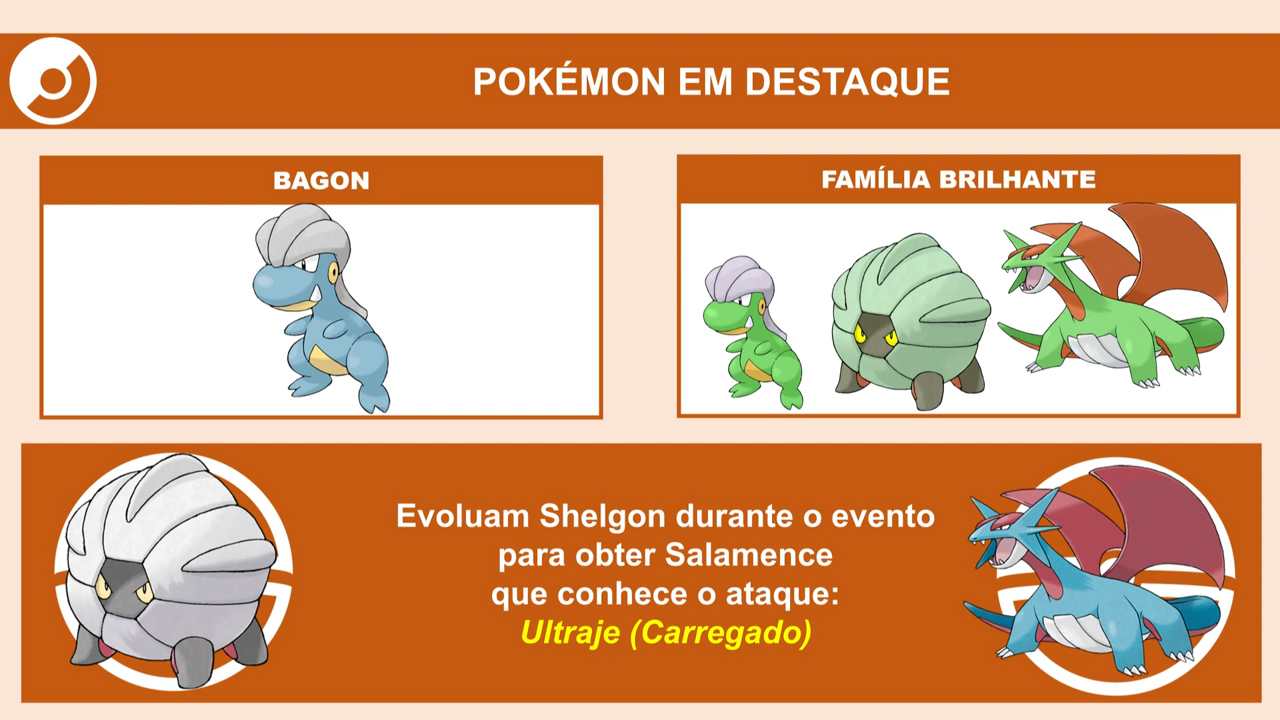 POKÉMON EM DESTAQUE
BAGON
FAMÍLIA BRILHANTE
Evoluam Shelgon durante o evento
para obter Salamence
que conhece o ataque:
Ultraje (Carregado)